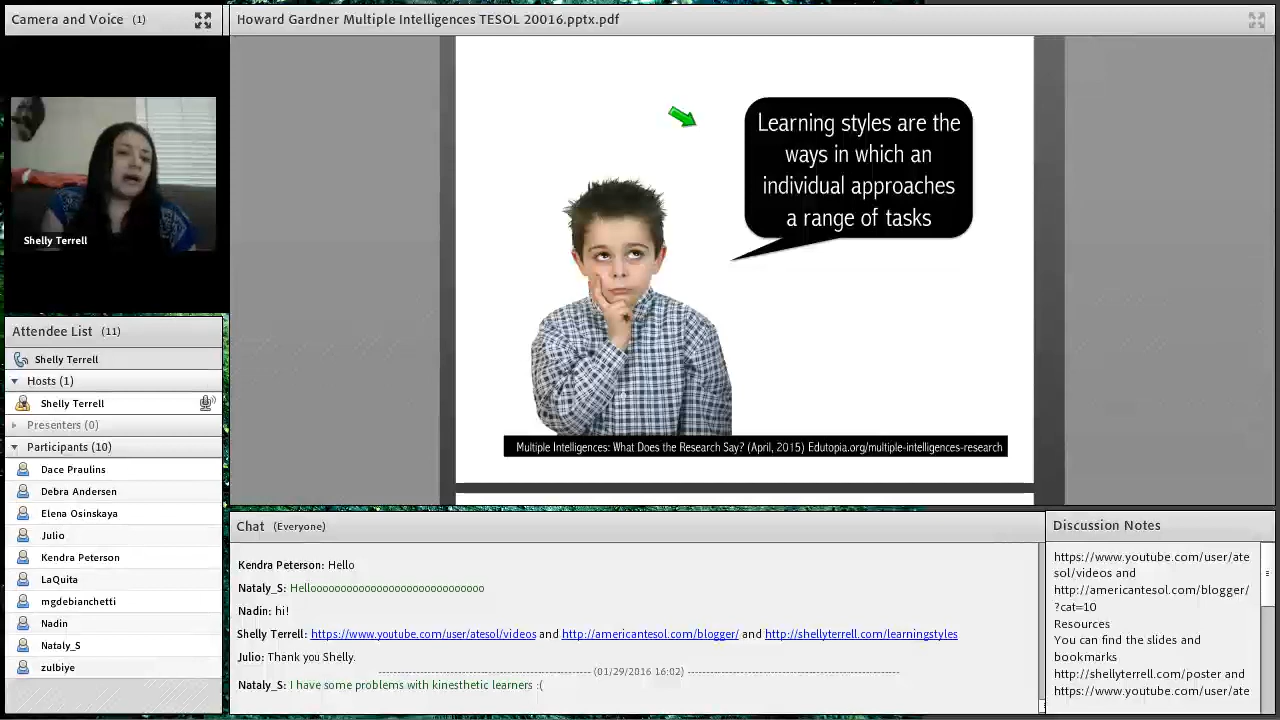 Camera and Voice (1)
Shelly Terrell
Attendee List (11)
Shelly Terrell
Hosts (1)
Shelly Terrell
Presenters (0)
Participants (10)
Dace Praulins
Debra Andersen
Elena Osinskaya
Julio
Kendra Peterson
LaQuita
mgdebianchetti
Nadin
Nataly_S
zulbiye
Howard Gardner Multiple Intelligences TESOL 20016.pptx.pdf
Learning styles are the
ways in which an
individual approaches
a range of tasks
Multiple Intelligences: What Does the Research Say? (April, 2015) Edutopia.org/multiple-intelligences-research
Chat (Everyone)
Kendra Peterson: Hello
Nataly_S: Helloooooooooooooooooooooooooooooo
Nadin: hi!
Shelly Terrell: https://www.youtube.com/user/atesol/videos and http://americantesol.com/blogger/ and http://shellyterrell.com/learningstyles
Julio: Thank you Shelly.
(01/29/2016 16:02)
Nataly_S: I have some problems with kinesthetic learners :(
Discussion Notes
https://www.youtube.com/user/ate
sol/videos and
http://americantesol.com/blogger/
?cat=10
Resources
You can find the slides and
bookmarks
http://shellyterrell.com/poster and
https://www.youtube.com/user/ate